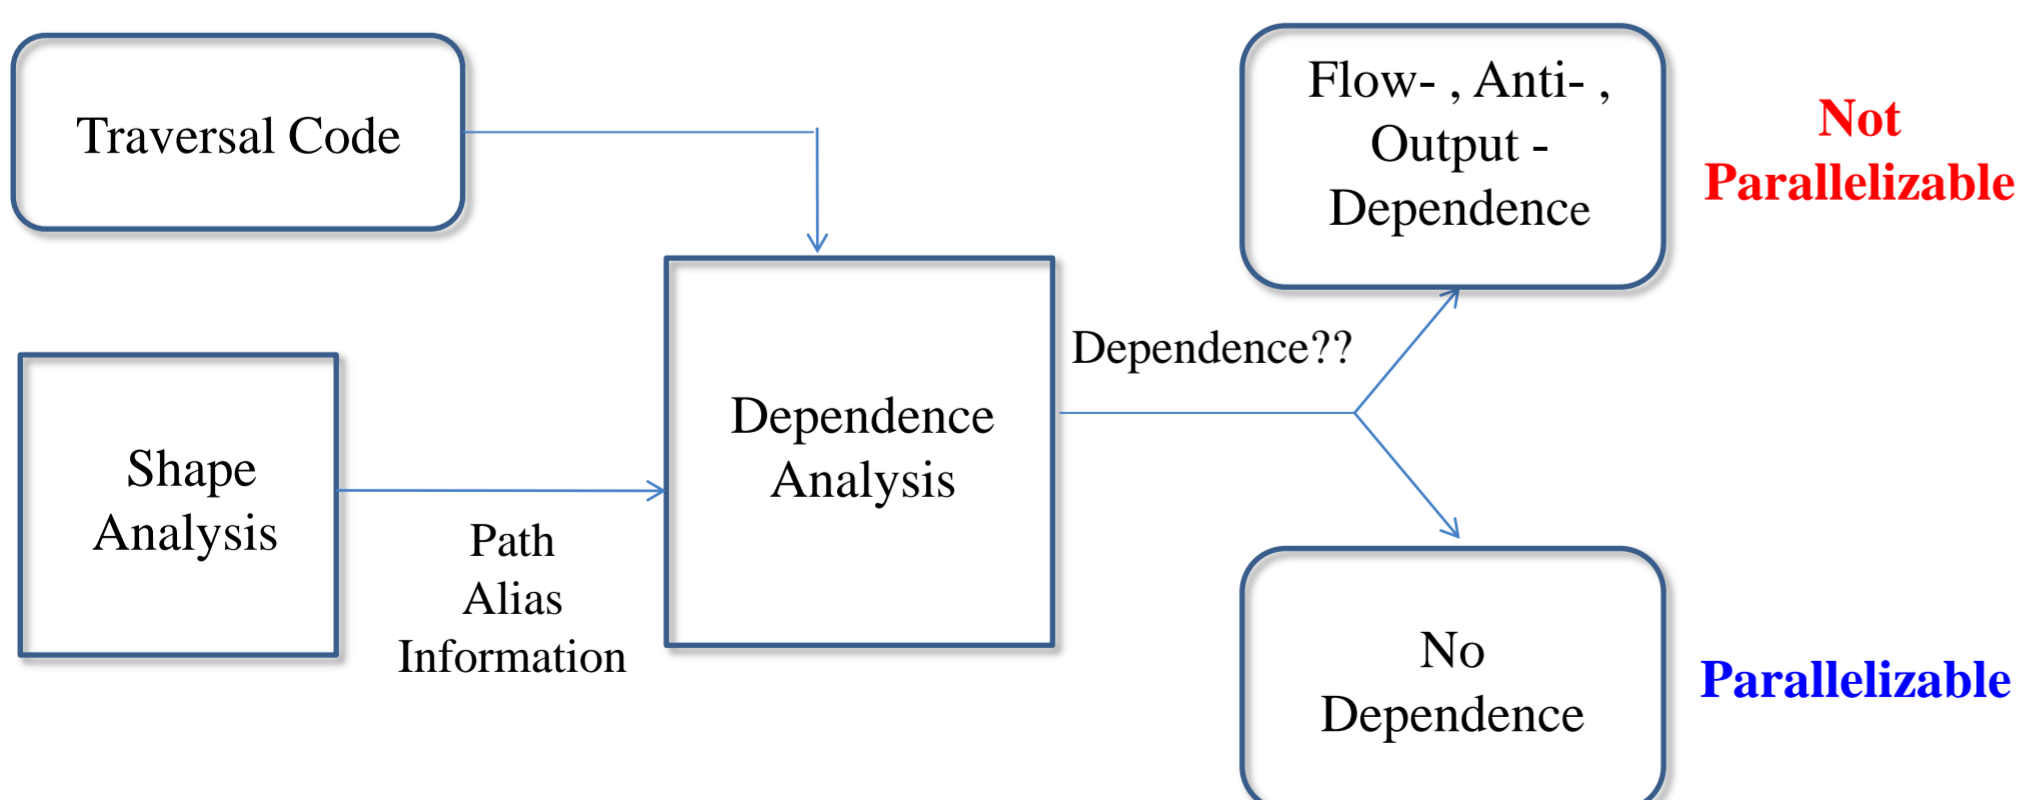 Traversal Code
Flow- , Anti- ,
Output -
Dependence
Not
Parallelizable
Dependence??
Dependence
Analysis
Shape
Analysis
Path
Alias
Information
No
Dependence
Parallelizable